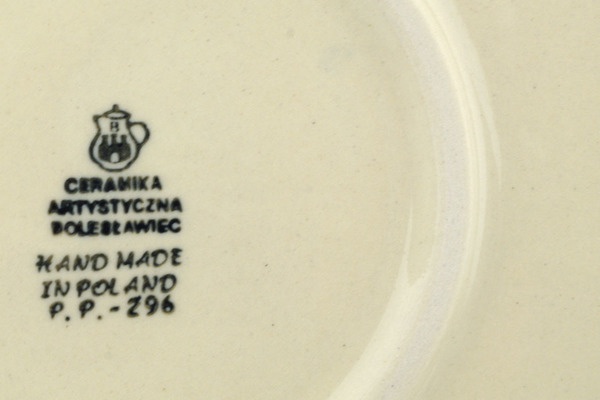 B
CERAMIKA
ARTYSTYCZNA
BOLESŁAWIEC
HAND MADE
IN POLAND
P. P. - 296